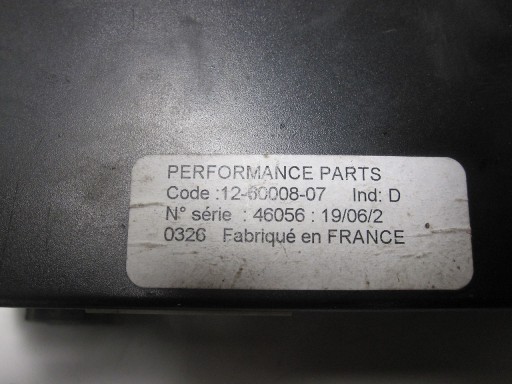 PERFORMANCE PARTS
Code :12-60008-07 Ind: D
N° série : 46056 : 19/06/2
0326 Fabriqué en FRANCE